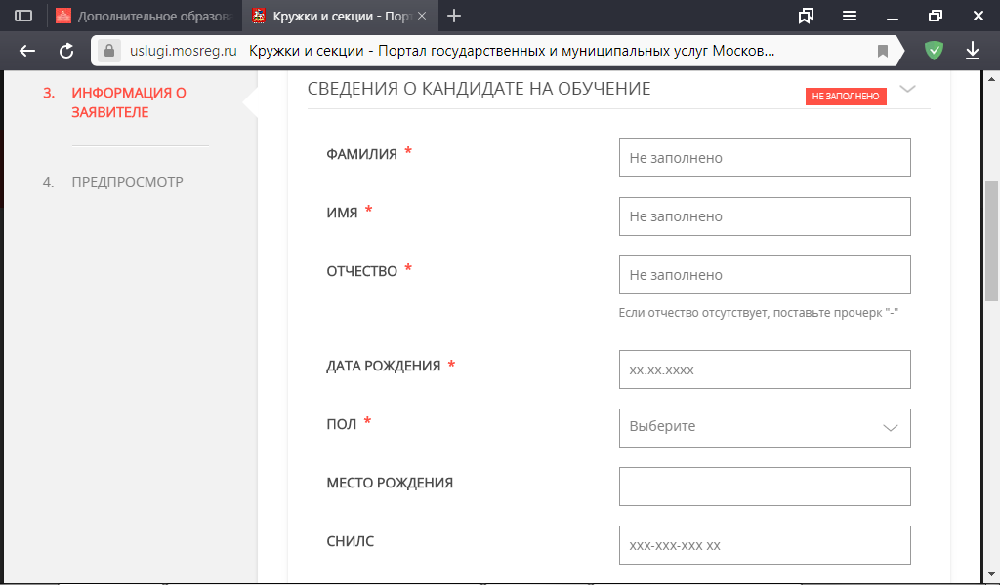 Дополнительное образова
Кружки и секции - Порт
uslugi.mosreg.ru Кружки и секции - Портал государственных и муниципальных услуг Москов...
3. ИНФОРМАЦИЯ О
ЗАЯВИТЕЛЕ
4. ПРЕДПРОСМОТР
СВЕДЕНИЯ О КАНДИДАТЕ НА ОБУЧЕНИЕ
НЕ ЗАПОЛНЕНО
ФАМИЛИЯ *
Не заполнено
ИМЯ *
Не заполнено
ОТЧЕСТВО *
Не заполнено
Если отчество отсутствует, поставьте прочерк "-"
ДАТА РОЖДЕНИЯ *
xx.xx.xxxx
ПОЛ *
Выберите
МЕСТО РОЖДЕНИЯ
СНИЛС
xxx-xxx-xxx xx